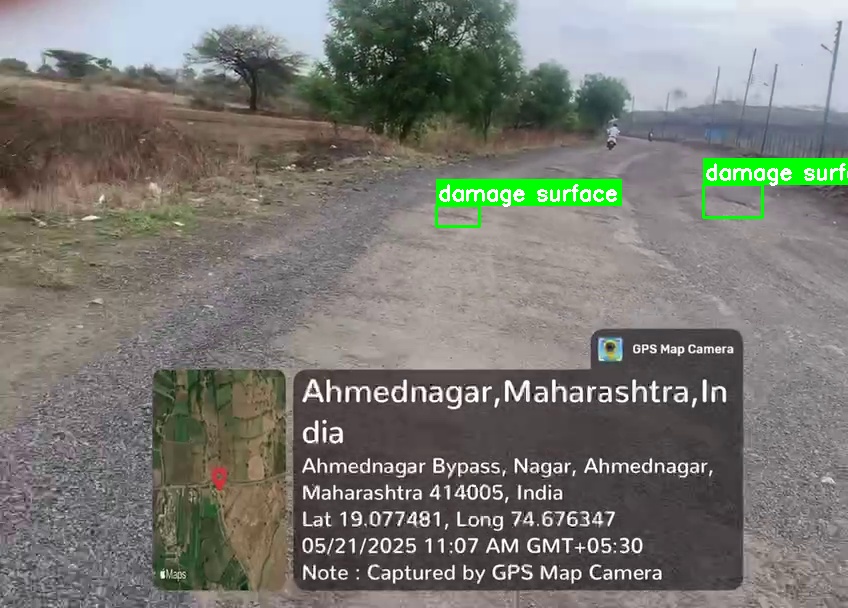 damage surface
damage surf
GPS Map Camera
Ahmednagar,Maharashtra,In
dia
Ahmednagar Bypass, Nagar, Ahmednagar,
Maharashtra 414005, India
Lat 19.077481, Long 74.676347
05/21/2025 11:07 AM GMT+05:30
Note : Captured by GPS Map Camera
Maps